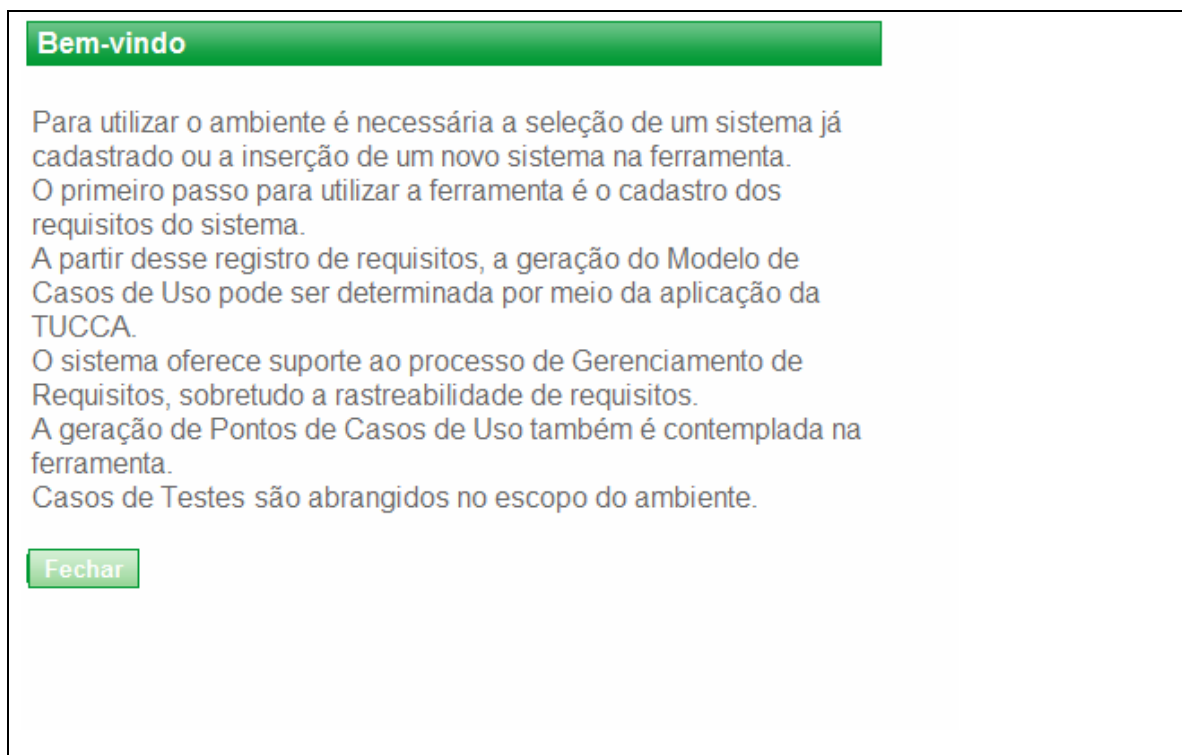 Bem-vindo
Para utilizar o ambiente é necessária a seleção de um sistema já
cadastrado ou a inserção de um novo sistema na ferramenta.
O primeiro passo para utilizar a ferramenta é o cadastro dos
requisitos do sistema.
A partir desse registro de requisitos, a geração do Modelo de
Casos de Uso pode ser determinada por meio da aplicação da
TUCCA.
O sistema oferece suporte ao processo de Gerenciamento de
Requisitos, sobretudo a rastreabilidade de requisitos.
A geração de Pontos de Casos de Uso também é contemplada na
ferramenta.
Casos de Testes são abrangidos no escopo do ambiente.
Fechar